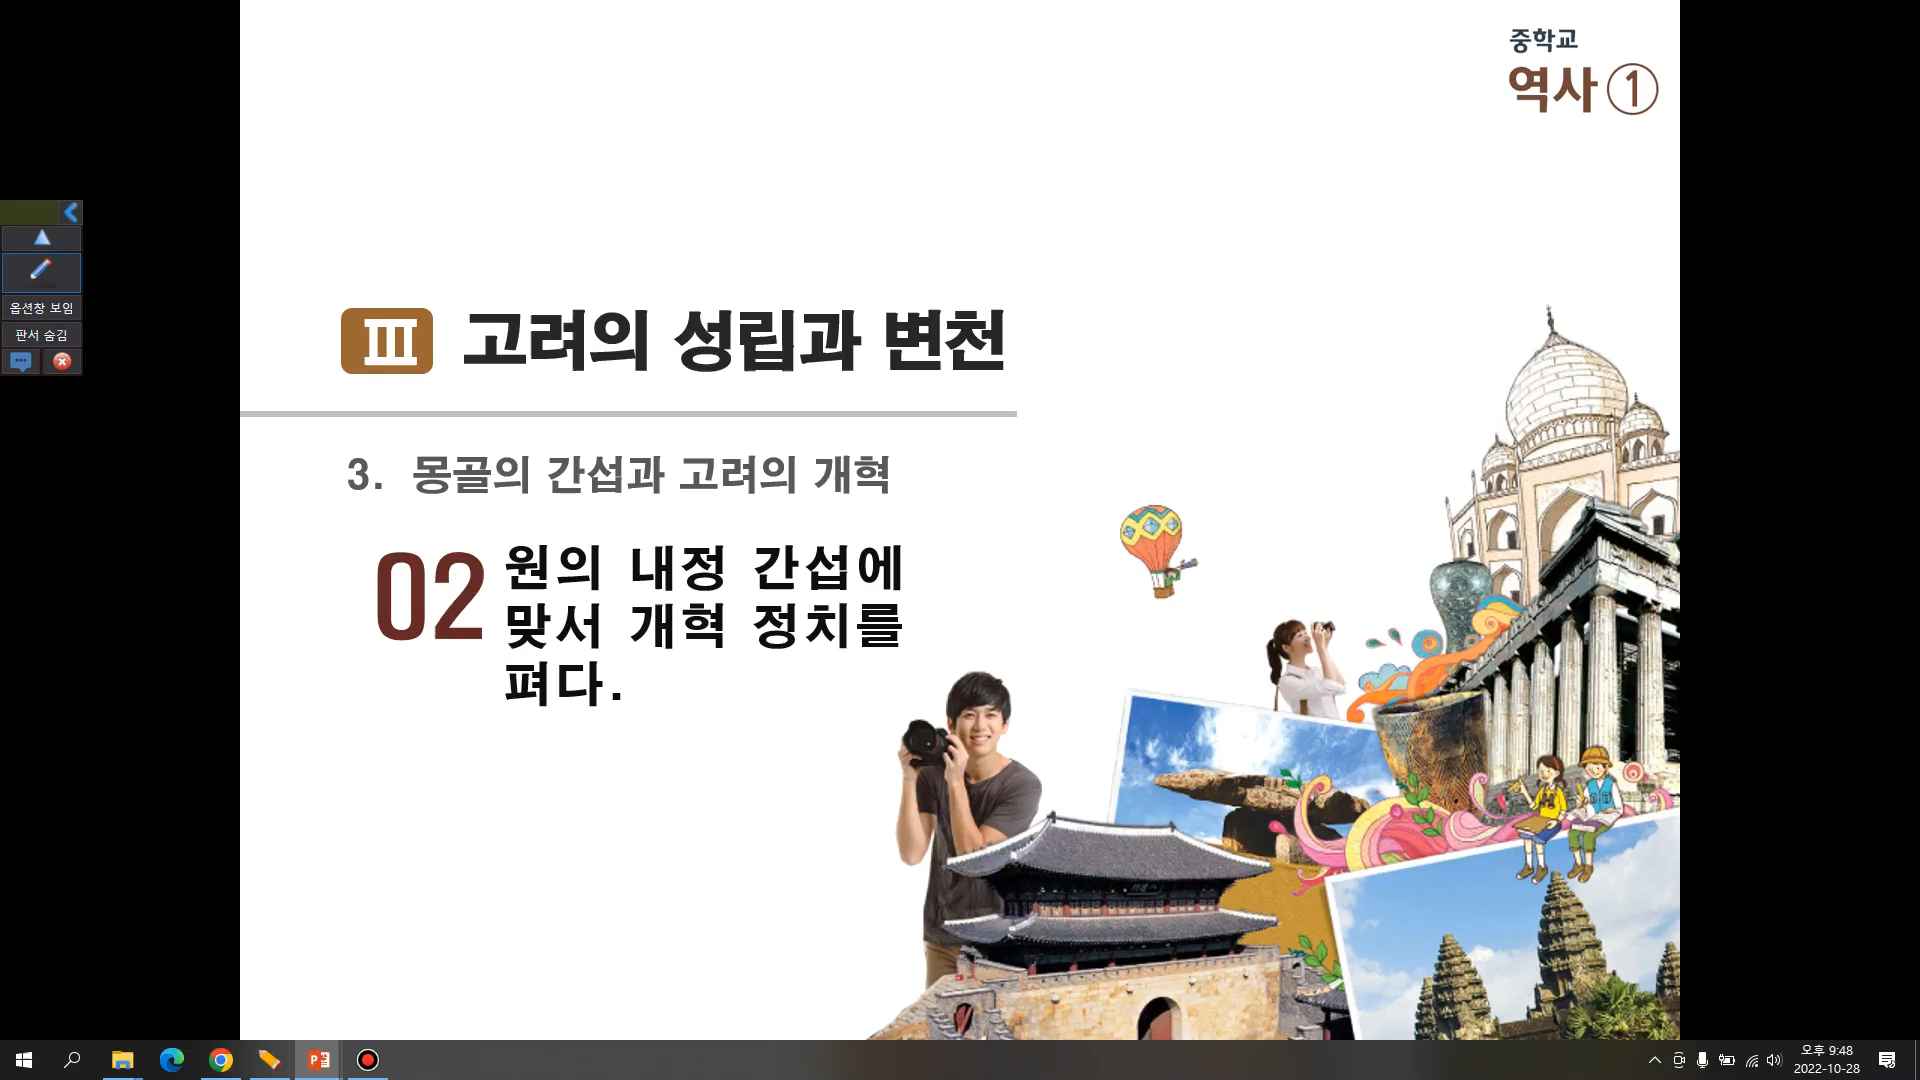 중학교
역사 ①
옵션창 보임
판서 숨김
Ⅲ 고려의 성립과 변천
3. 몽골의 간섭과 고려의 개혁
02 원의 내정 간섭에
맞서 개혁 정치를
펴다.
오후 9:48
2022-10-28